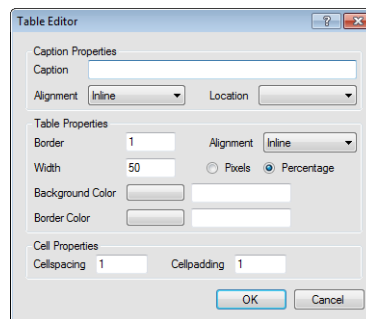 Table Editor
Caption Properties
Caption
Alignment Inline Location
Table Properties
Border 1 Alignment Inline
Width 50 Pixels Percentage
Background Color
Border Color
Cell Properties
Cellspacing 1 Cellpadding 1
OK Cancel